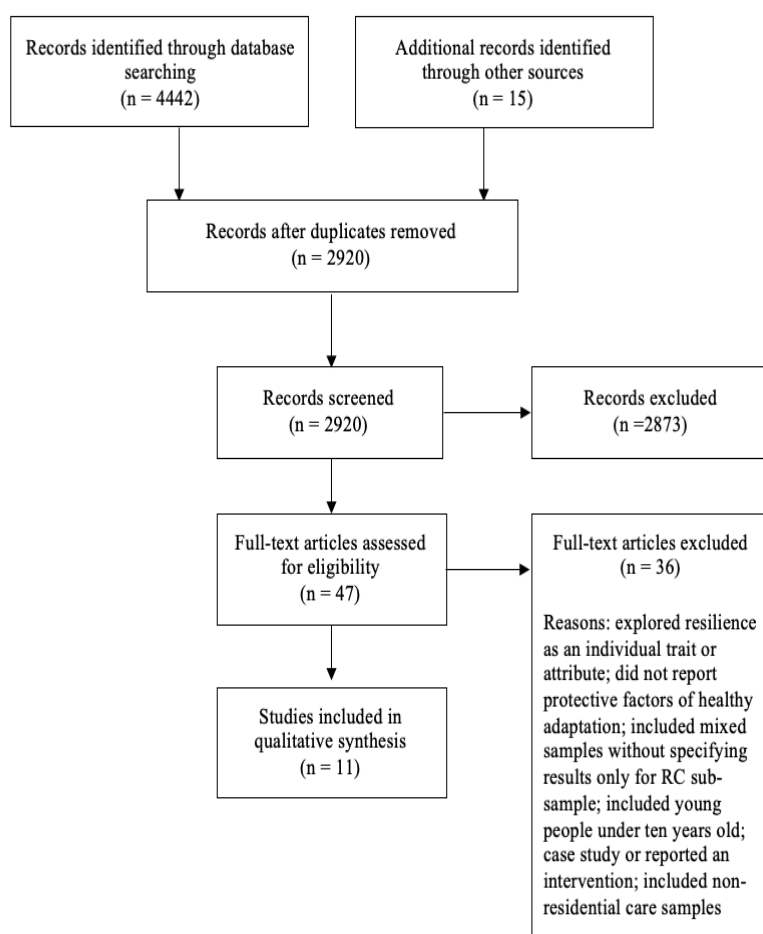 Records identified through database
searching
(n = 4442)
Additional records identified
through other sources
(n = 15)
Records after duplicates removed
(n = 2920)
Records screened
(n = 2920)
Records excluded
(n =2873)
Full-text articles assessed
for eligibility
(n = 47)
Full-text articles excluded
(n = 36)
Reasons: explored resilience
as an individual trait or
attribute; did not report
protective factors of healthy
adaptation; included mixed
samples without specifying
results only for RC sub-
sample; included young
people under ten years old;
case study or reported an
intervention; included non-
residential care samples
Studies included in
qualitative synthesis
(n = 11)